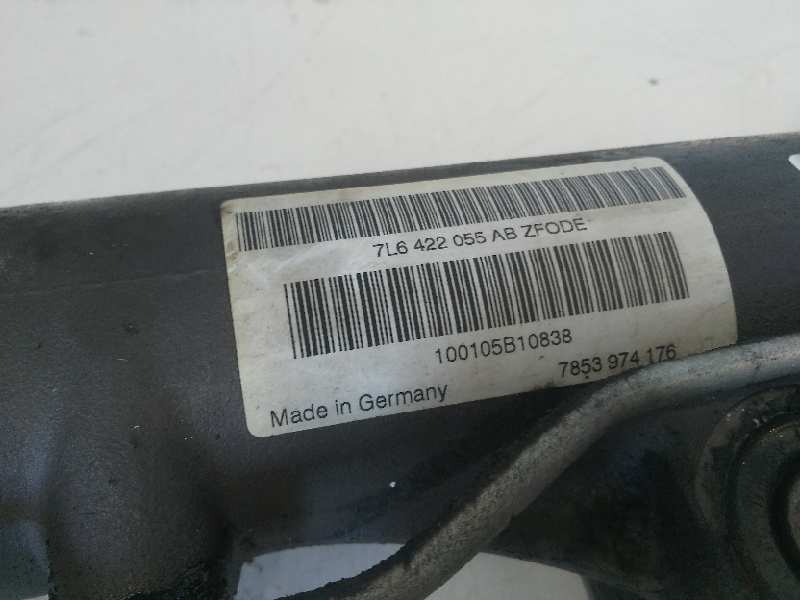 7L6 422 055 AB ZFODE
100105B10838
7853 974 176
Made in Germany